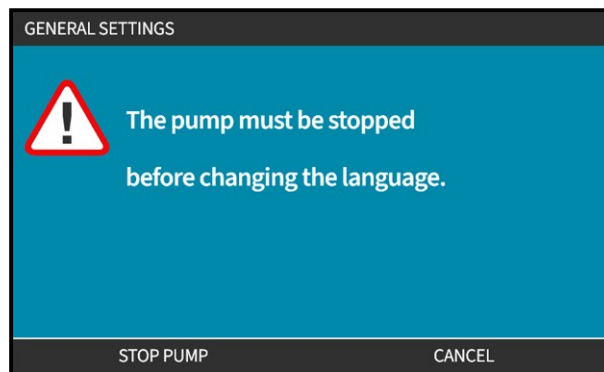 GENERAL SETTINGS
The pump must be stopped
before changing the language.
STOP PUMP
CANCEL